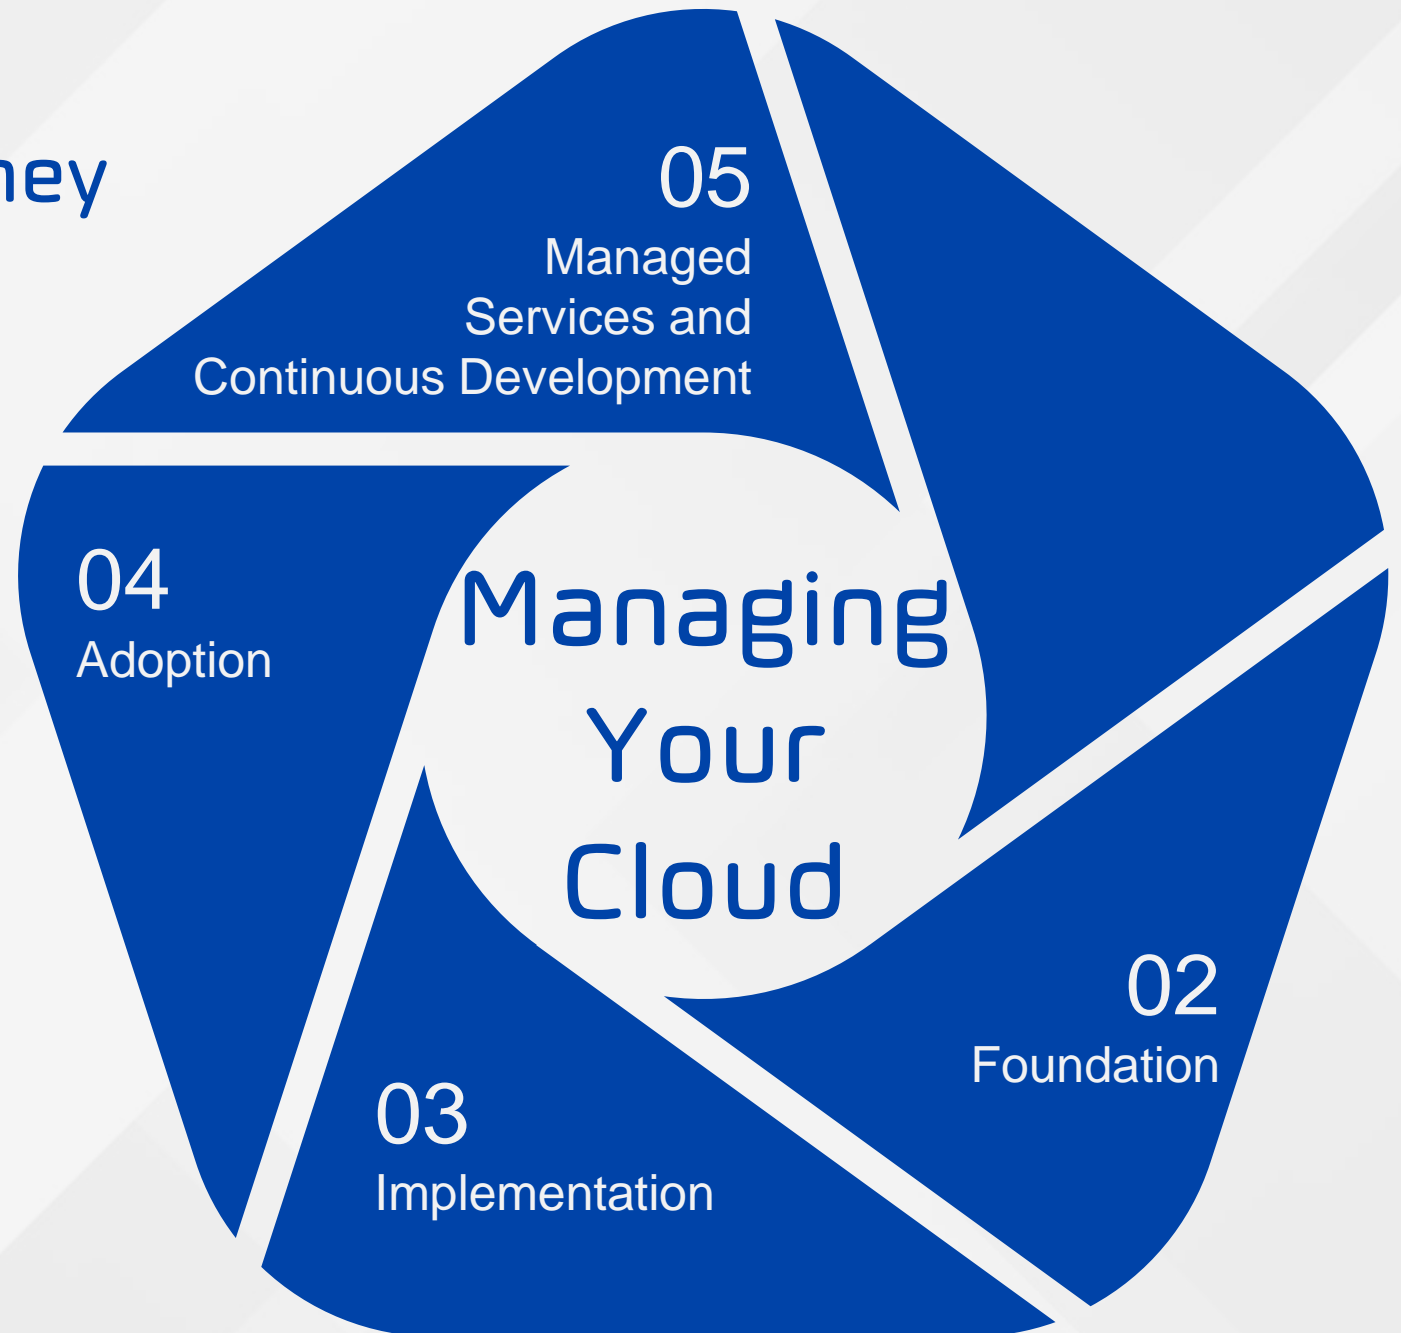 ney
05
Managed
Services and
Continuous Development
04
Adoption
Managing
Your
Cloud
02
Foundation
03
Implementation